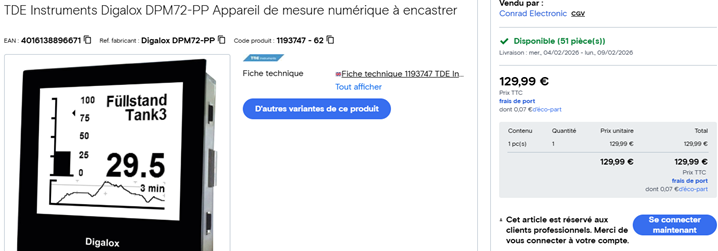 TDE Instruments Digalox DPM72-PP Appareil de mesure numérique à encastrer
EAN : 4016138896671 Ref. fabricant : Digalox DPM72-PP Code produit : 1193747 - 62
Fiche technique
Fiche technique 1193747 TDE In...
Tout afficher
D'autres variantes de ce produit
Füllstand
Tank3
100
75
50
25
0
29.5
3 min
Digalox
Vendu par :
Conrad Electronic CGV
Disponible (51 pièce(s))
Livraison : mer., 04/02/2026 - lun., 09/02/2026
129,99 €
Prix TTC
frais de port
dont 0,07 €d'éco-part
Contenu Quantité Prix unitaire Total
1 pc(s) 1 129,99 € 129,99 €
129,99 € 129,99 €
Prix TTC
frais de port
dont 0,07 €d'éco-part
Cet article est réservé aux
clients professionnels. Merci de
vous connecter à votre compte.
Se connecter
maintenant